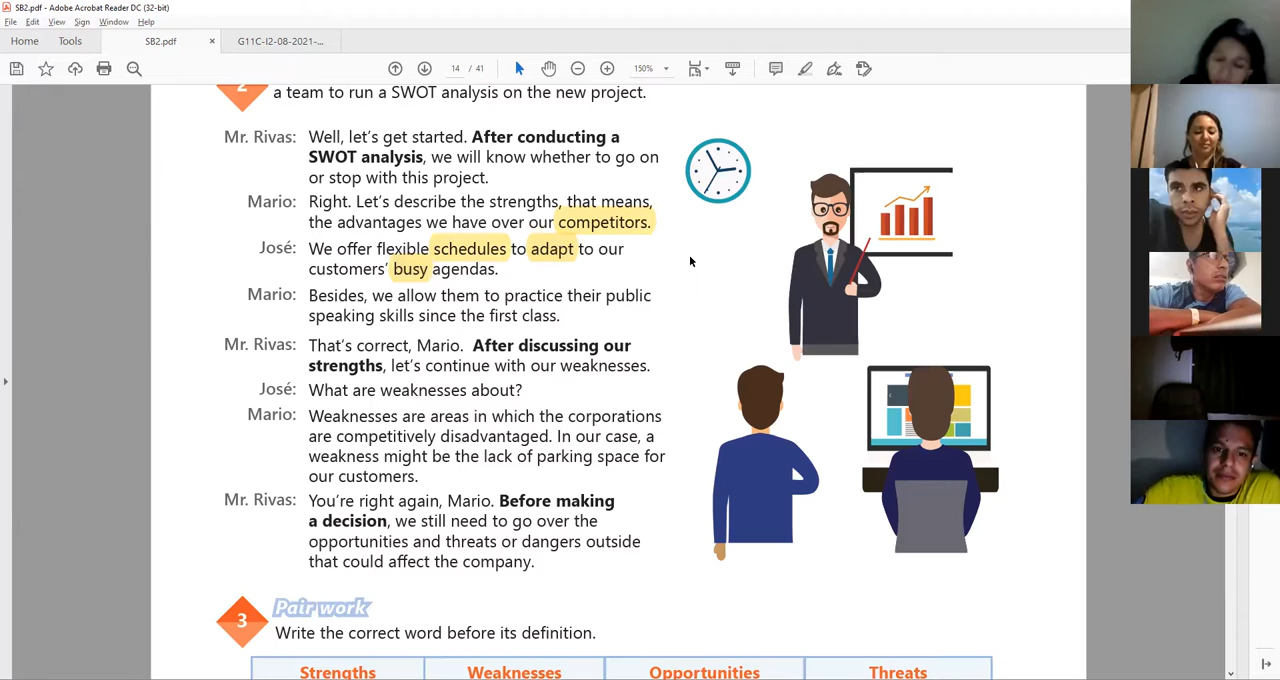 SB2.pdf - Adobe Acrobat Reader DC (32-bit)
File Edit View Sign Window Help
Home Tools SB2.pdf × G11C-I2-08-2021-...
14 / 41 150%
2
a team to run a SWOT analysis on the new project.
Mr. Rivas: Well, let's get started. After conducting a
SWOT analysis, we will know whether to go on
or stop with this project.
Mario: Right. Let's describe the strengths, that means,
the advantages we have over our competitors.
José: We offer flexible schedules to adapt to our
customers' busy agendas.
Mario: Besides, we allow them to practice their public
speaking skills since the first class.
Mr. Rivas: That's correct, Mario. After discussing our
strengths, let's continue with our weaknesses.
José: What are weaknesses about?
Mario: Weaknesses are areas in which the corporations
are competitively disadvantaged. In our case, a
weakness might be the lack of parking space for
our customers.
Mr. Rivas: You're right again, Mario. Before making
a decision, we still need to go over the
opportunities and threats or dangers outside
that could affect the company.
3 Pair work
Write the correct word before its definition.
Strengths Weaknesses Opportunities Threats